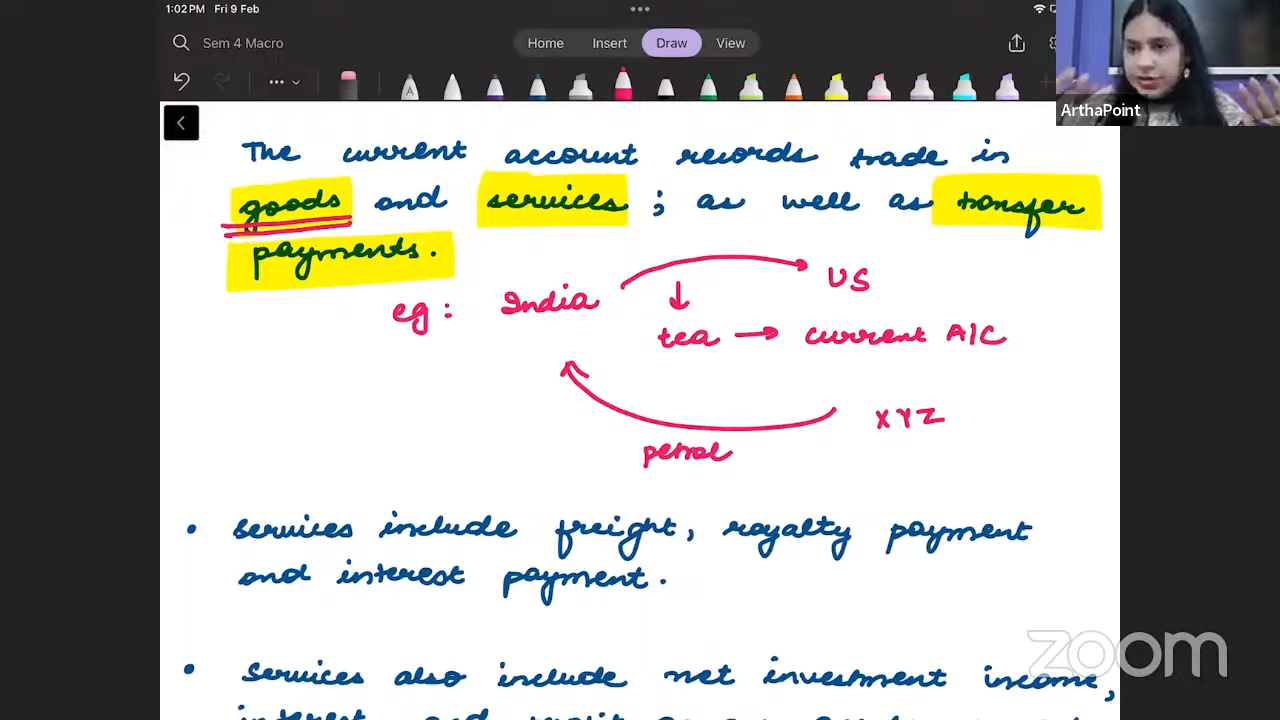 1:02 PM Fri 9 Feb
Sem 4 Macro
Home Insert Draw View
A
ArthaPoint
The current account records trade in
goods and services ; as well as transfer
payments.
eg : India US
tea → current A/C
XYZ
petrol
• Services include freight, royalty payment
and interest payment.
• Services also include net investment income,
interest and
zoom